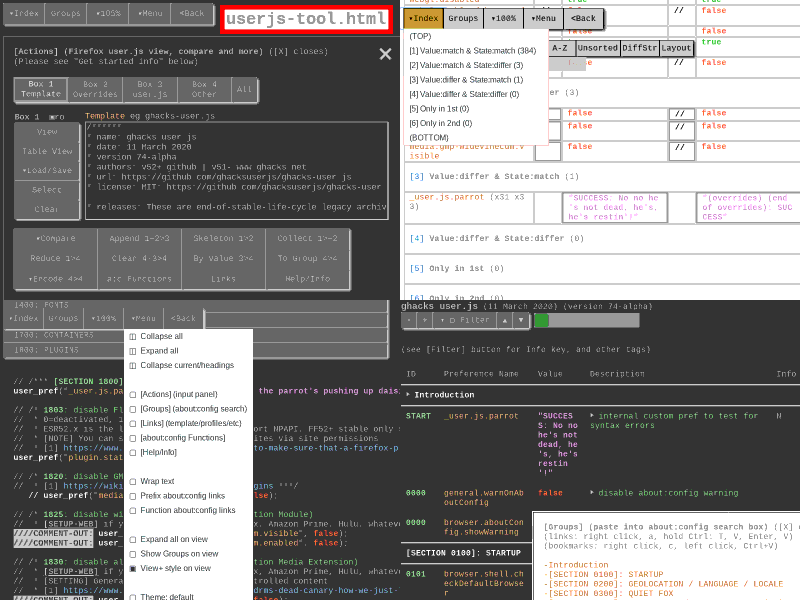 ▾Index Groups ▾105% ▾Menu <Back
userjs-tool.html
[Actions] (Firefox user.js view, compare and more) ([X] closes)
(Please see "Get started info" below)
Box 1 Template
Box 2 Overrides
Box 3 user.js
Box 4 Other
All
Box 1 ▣ro Template eg ghacks-user.js
View
Table View
▾Load/Save
Select
Clear
/******
* name: ghacks user.js
* date: 11 March 2020
* version 74-alpha
* url: https://github.com/ghacksuserjs/ghacks-user.js
* license: MIT: https://github.com/ghacksuserjs/ghacks-user
* releases: These are end-of-stable-life-cycle legacy archiv
▾Compare Append 1→2→3 Skeleton 1→2 Collect 1+→2
Reduce 1→4 Clear 4→3→4 By Value 3→4 To Group 4→4
▾Encode 4→4 a:c Functions Links Help/Info
▾Index Groups ▾100% ▾Menu <Back
(TOP)
[1] Value:match & State:match (384)
[2] Value:match & State:differ (3)
[3] Value:differ & State:match (1)
[4] Value:differ & State:differ (0)
[5] Only in 1st (0)
[6] Only in 2nd (0)
(BOTTOM)
A-Z Unsorted DiffStr Layout
// false
true
// false
er (3)
false // false
false // false
media.gmp-widevinecdm.visible false // false
[3] Value:differ & State:match (1)
_user.js.parrot (x31 x33)
"SUCCESS: No no he's not dead, he's, he's restin'!"
"(overrides) (end of overrides): SUCCESS"
[4] Value:differ & State:differ (0)
[5] Only in 1st (0)
[6] Only in 2nd (0)
1400: FONTS
▾Index Groups ▾100% ▾Menu <Back
1700: CONTAINERS
1800: PLUGINS
Collapse all
Expand all
Collapse current/headings
[Actions] (input panel)
[Groups] (about:config search)
[Links] (template/profiles/etc)
[about:config Functions]
[Help/Info]
Wrap text
Prefix about:config links
Function about:config links
Expand all on view
Show Groups on view
View+ style on view
Theme: default
// /*** [SECTION 1800]
user_pref("_user.js.pa the parrot's pushing up dais
// /* 1803: disable Fl
// * 0=deactivated, 1 ort NPAPI. FF52+ stable only s
// * ESR52.x is the l
// * [NOTE] You can s ites via site permissions
// * [1] https://www. to-make-sure-that-a-firefox-p
user_pref("plugin.stat
// /* 1820: disable GM
// * [1] https://wiki gins ***/
// user_pref("media lse);
// /* 1825: disable wi tion Module)
// * [SETUP-WEB] if y x. Amazon Prime, Hulu, whatev
////COMMENT-OUT: user_ m.visible", false);
////COMMENT-OUT: user_ m.enabled", false);
// /* 1830: disable al Media Extension)
// * [SETUP-WEB] if y x. Amazon Prime. Hulu. whatev
// * [SETTING] Genera trolled content
// * [1] https://www. drms-dead-canary-how-we-just-
////COMMENT-OUT: user false);
ghacks user.js (11 March 2020) (version 74-alpha)
Filter
(see [Filter] button for Info key, and other tags)
ID Preference Name Value Description Info
Introduction
START _user.js.parrot "SUCCESS: No no he's not dead, he's, he's restin'!" internal custom pref to test for syntax errors N
0000 general.warnOnAboutConfig false disable about:config warning
0000 browser.aboutConfig.showWarning
[SECTION 0100]: STARTUP
0101 browser.shell.checkDefaultBrowser
[Groups] (paste into about:config search box) ([X]
(links: right click, a, hold Ctrl: T, V, Enter, V)
(bookmarks: right click, c, left click, Ctrl+V)
-Introduction
-[SECTION 0100]: STARTUP
-[SECTION 0200]: GEOLOCATION / LANGUAGE / LOCALE
-[SECTION 0300]: QUIET FOX